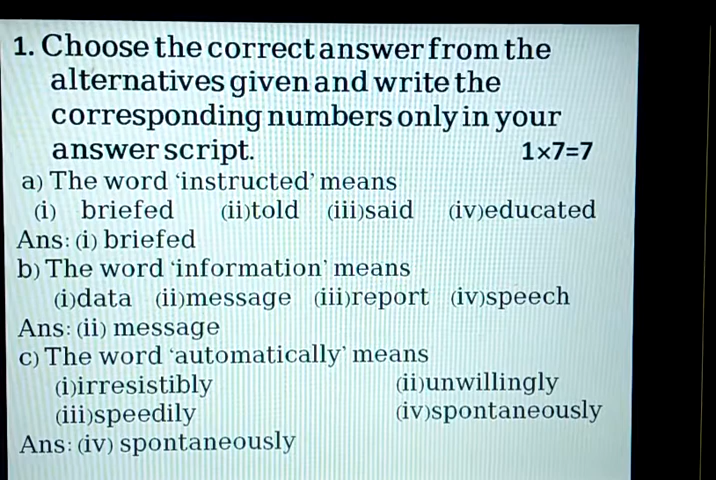 1. Choose the correct answer from the
alternatives given and write the
corresponding numbers only in your
answer script. 1×7=7
a) The word ‘instructed’ means
(i) briefed (ii)told (iii)said (iv)educated
Ans: (i) briefed
b) The word ‘information’ means
(i)data (ii)message (iii)report (iv)speech
Ans: (ii) message
c) The word ‘automatically’ means
(i)irresistibly (ii)unwillingly
(iii)speedily (iv)spontaneously
Ans: (iv) spontaneously